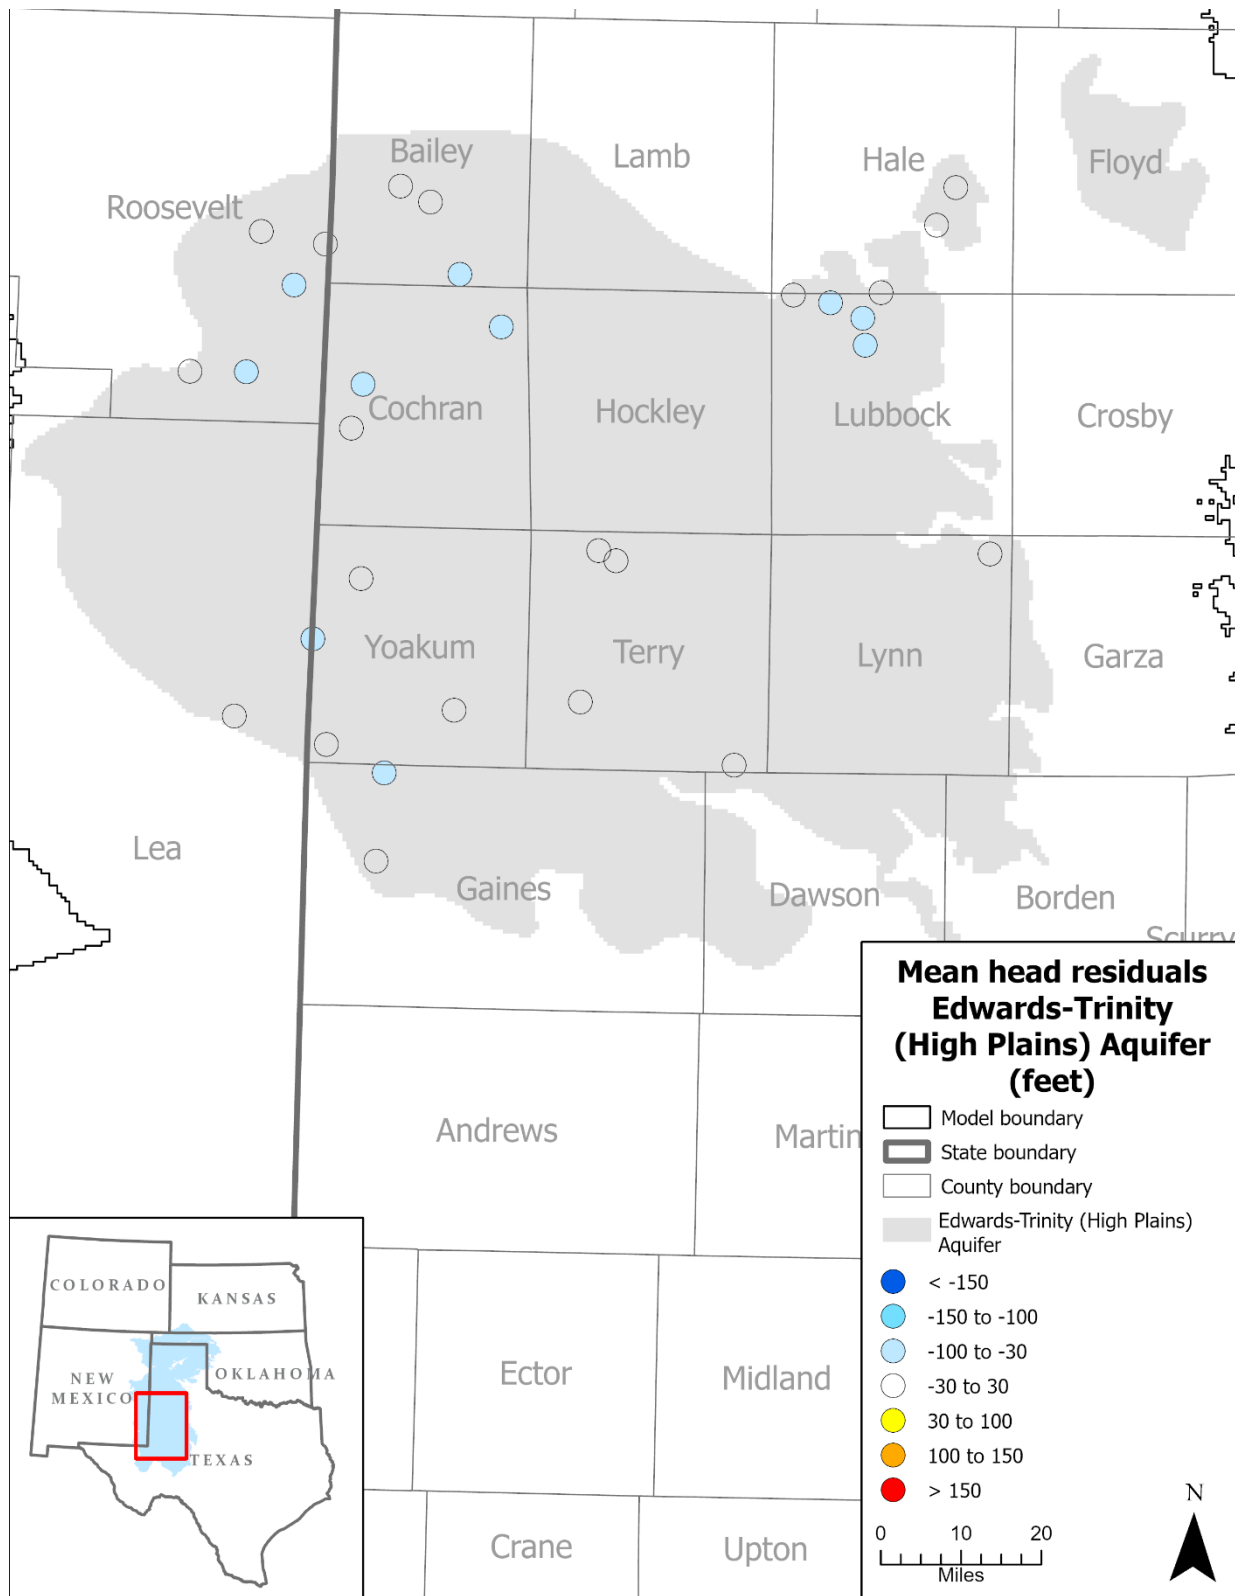 Bailey
Lamb
Hale
Floyd
Roosevelt
Cochran
Hockley
Lubbock
Crosby
Yoakum
Terry
Lynn
Garza
Lea
Gaines
Dawson
Borden
Scurry
Andrews
Martin
Ector
Midland
Crane
Upton
Mean head residuals
Edwards-Trinity
(High Plains) Aquifer
(feet)
Model boundary
State boundary
County boundary
Edwards-Trinity (High Plains)
Aquifer
< -150
-150 to -100
-100 to -30
-30 to 30
30 to 100
100 to 150
> 150
0 10 20
Miles
N
COLORADO
KANSAS
NEW
MEXICO
OKLAHOMA
TEXAS